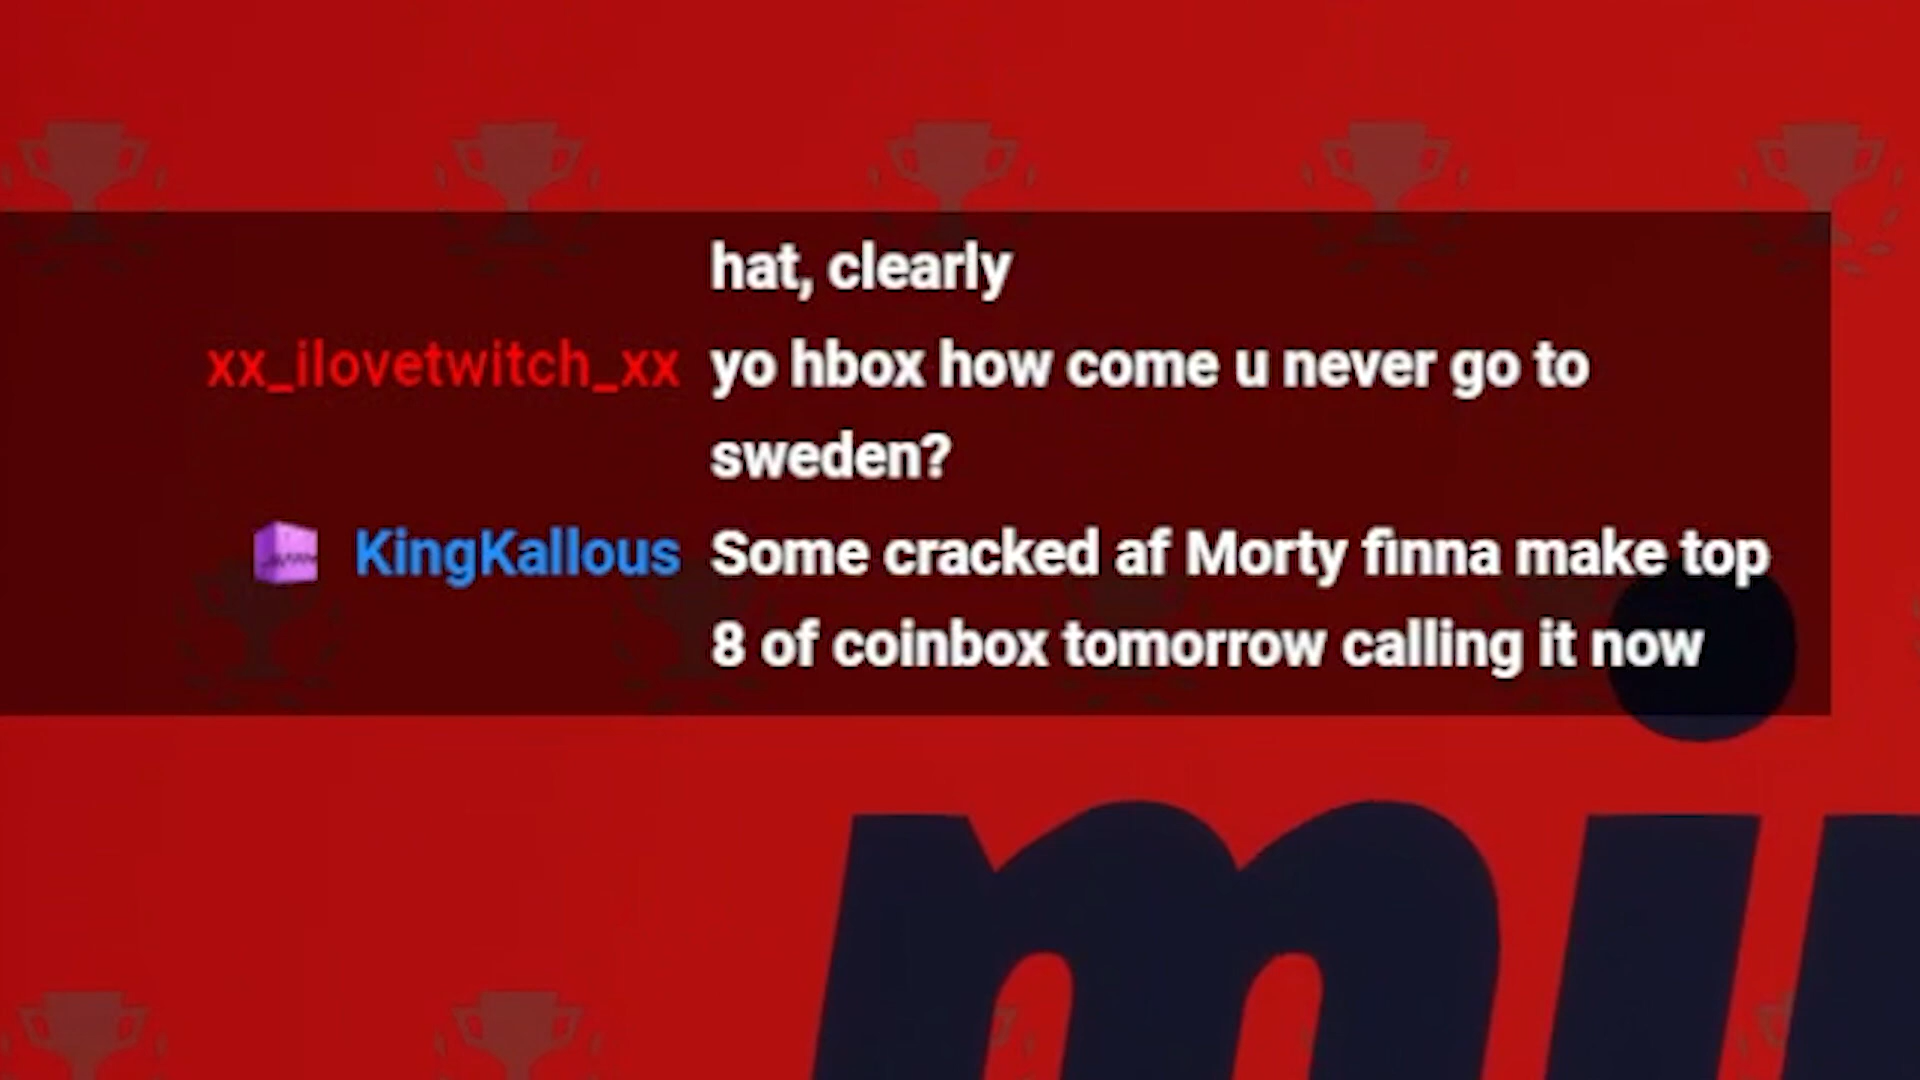 hat, clearly
xx_ilovetwitch_xx yo hbox how come u never go to
sweden?
KingKallous Some cracked af Morty finna make top
8 of coinbox tomorrow calling it now